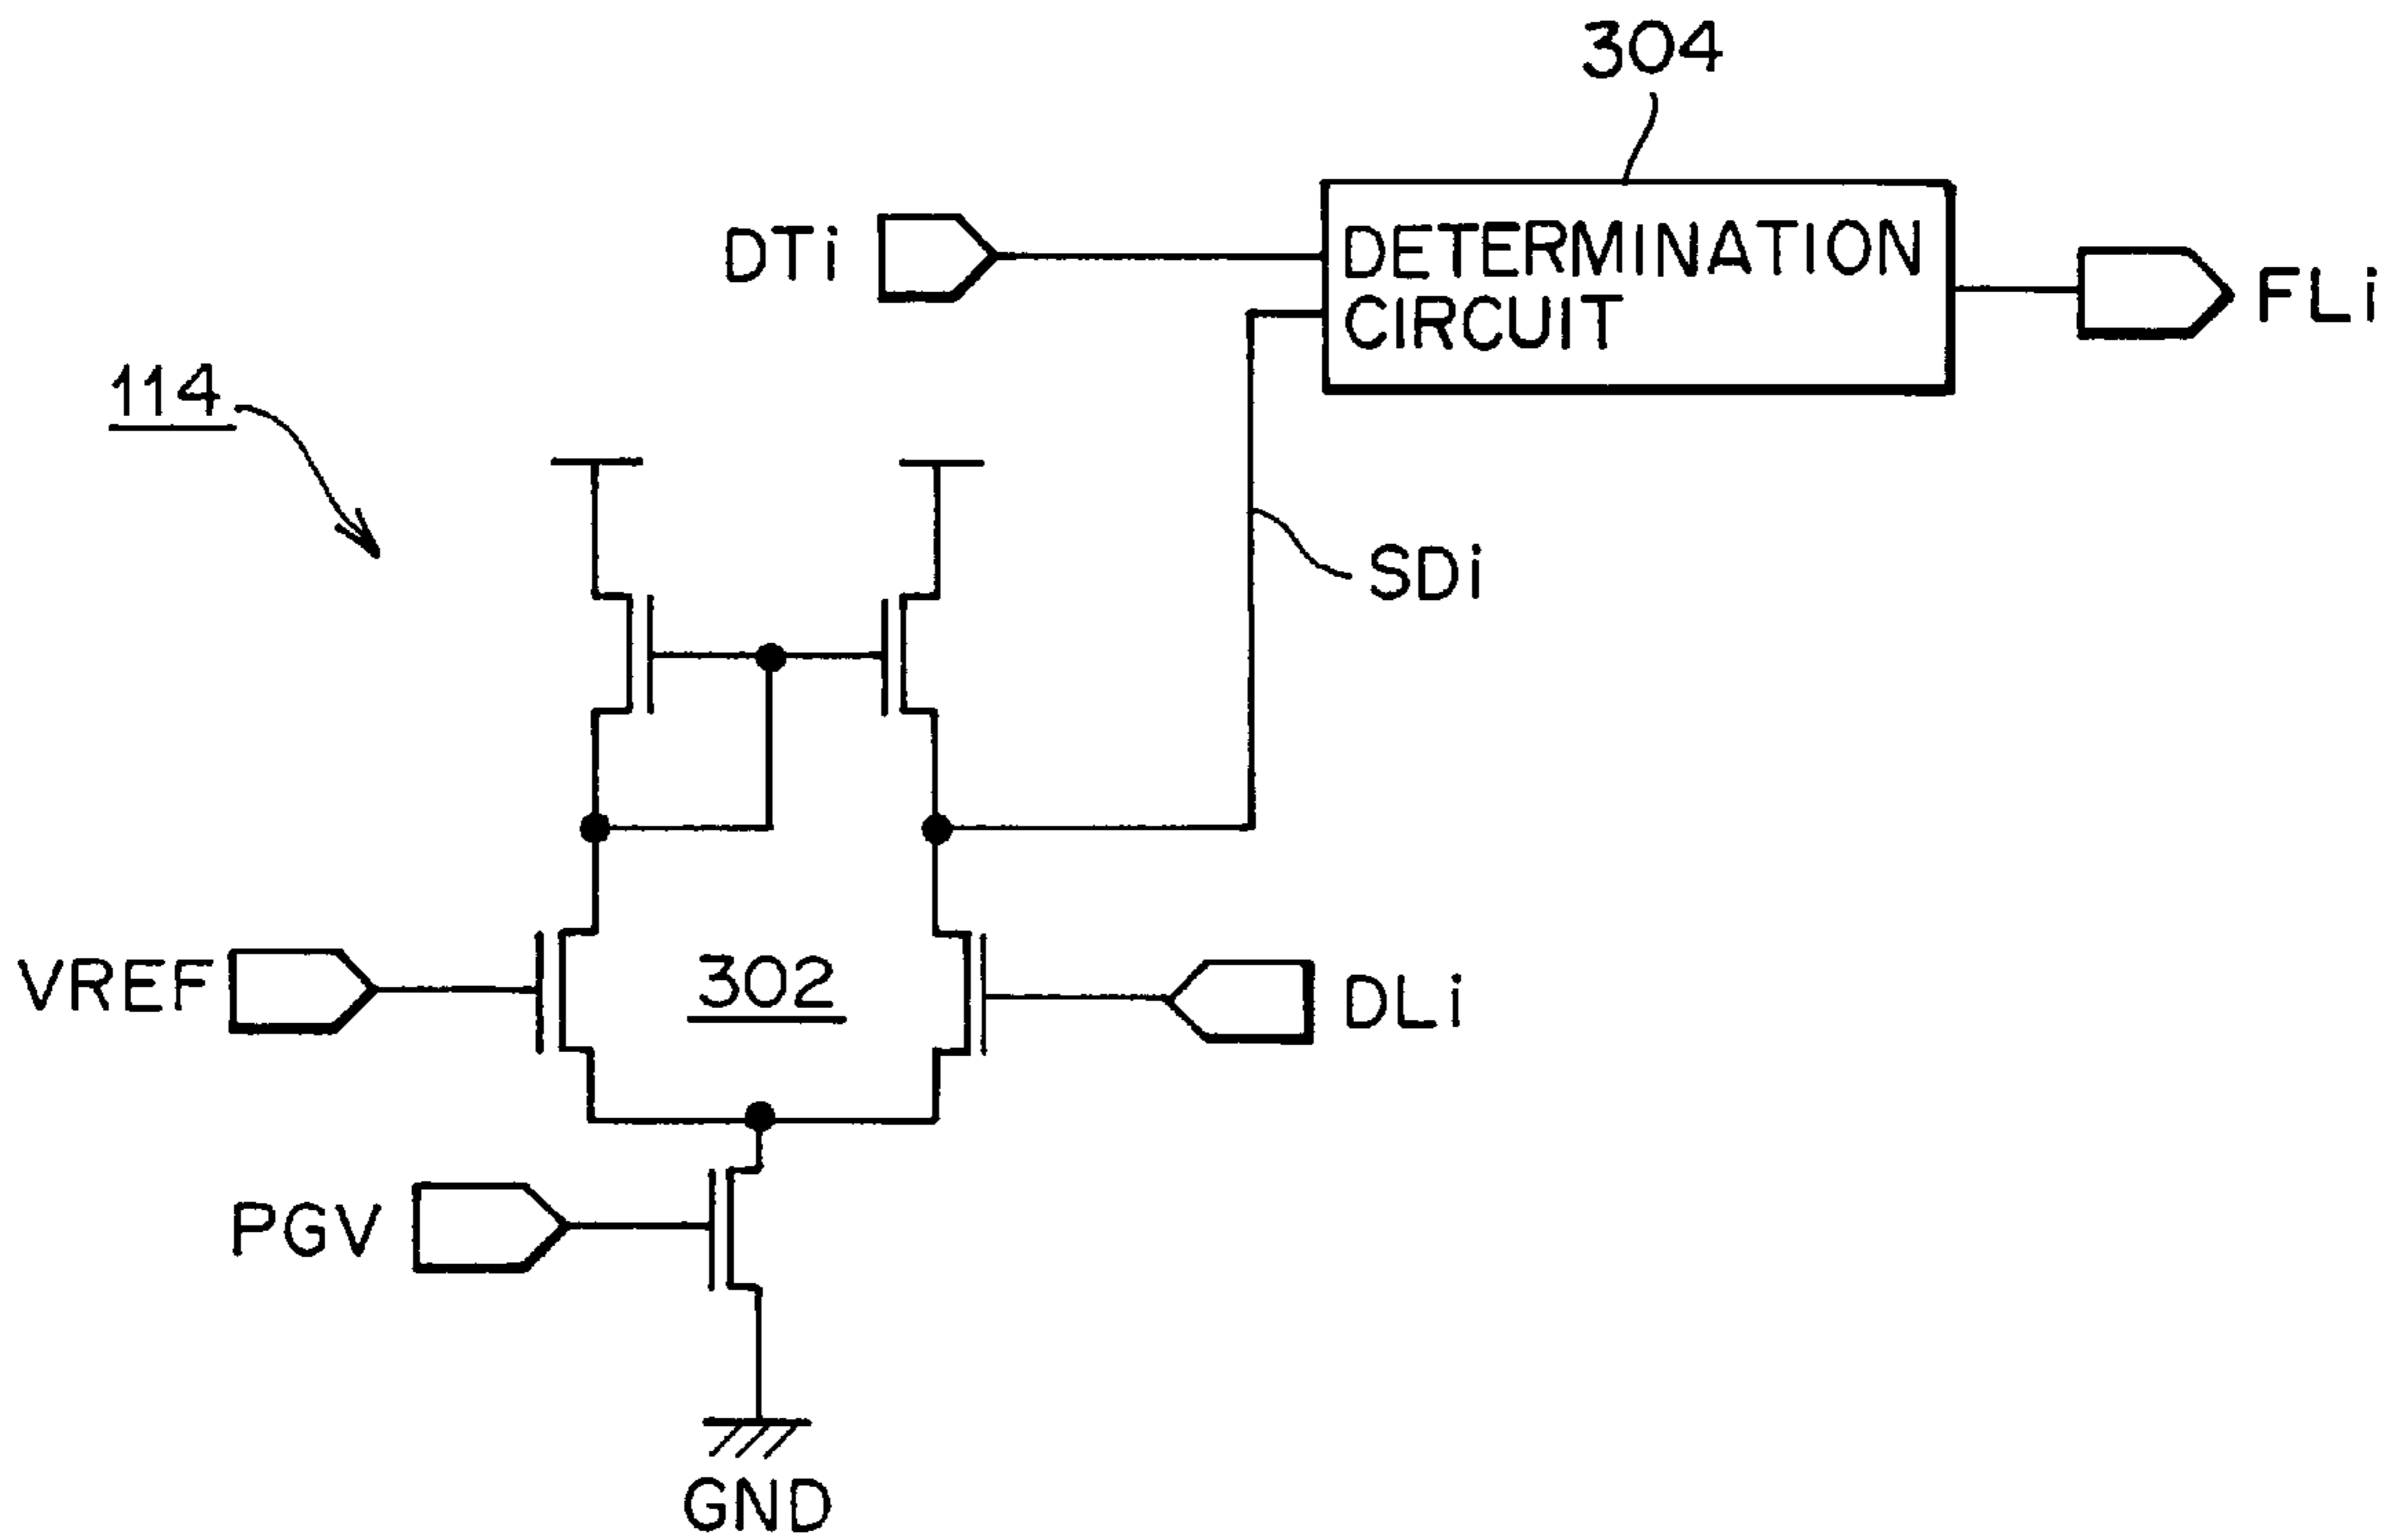 304
DTi
DETERMINATION
CIRCUIT
FLi
114
SDi
VREF
302
DLi
PGV
GND